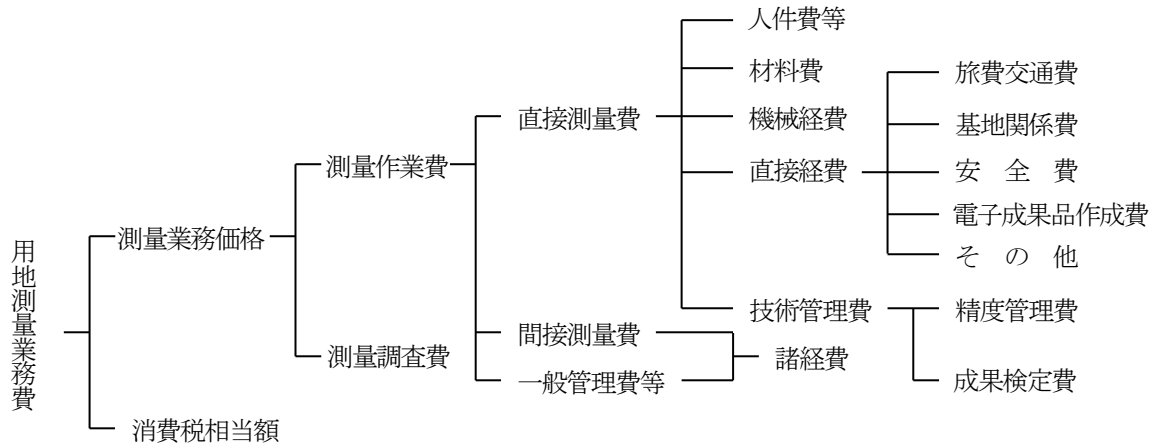 用地測量業務費
測量業務価格
消費税相当額
測量作業費
測量調査費
直接測量費
間接測量費
一般管理費等
諸経費
人件費等
材料費
機械経費
直接経費
技術管理費
旅費交通費
基地関係費
安　全　費
電子成果品作成費
そ　の　他
精度管理費
成果検定費